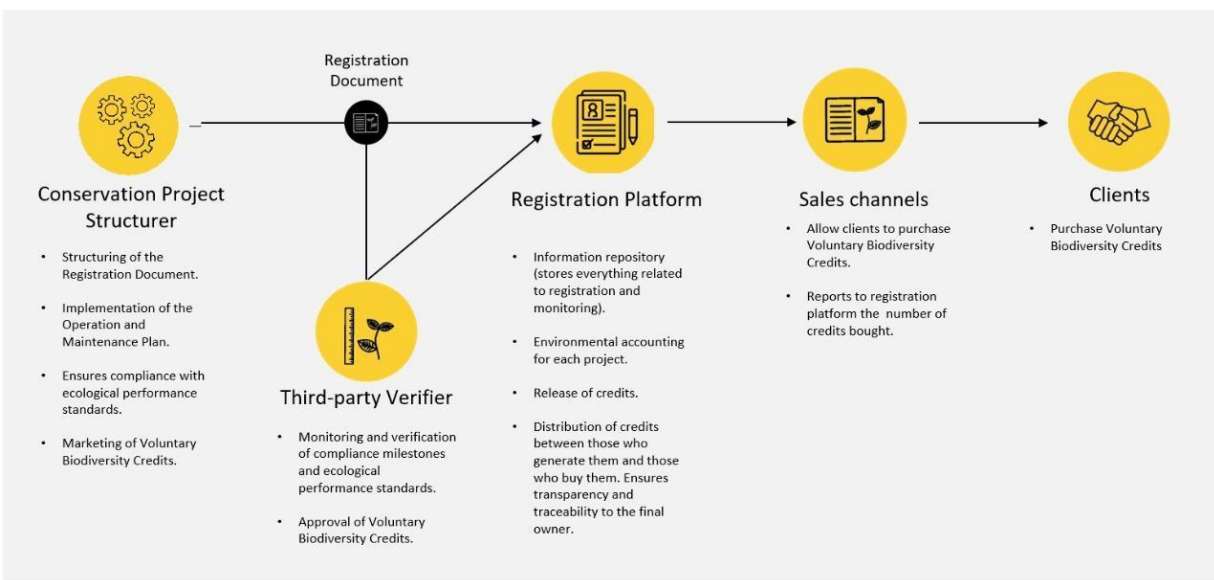 Registration
Document
Conservation Project
Structurer
• Structuring of the
Registration Document.
• Implementation of the
Operation and
Maintenance Plan.
• Ensures compliance with
ecological performance
standards.
• Marketing of Voluntary
Biodiversity Credits.
Third-party Verifier
• Monitoring and verification
of compliance milestones
and ecological
performance standards.
• Approval of Voluntary
Biodiversity Credits.
Registration Platform
• Information repository
(stores everything related
to registration and
monitoring).
• Environmental accounting
for each project.
• Release of credits.
• Distribution of credits
between those who
generate them and those
who buy them. Ensures
transparency and
traceability to the final
owner.
Sales channels
• Allow clients to purchase
Voluntary Biodiversity
Credits.
• Reports to registration
platform the number of
credits bought.
Clients
• Purchase Voluntary
Biodiversity Credits